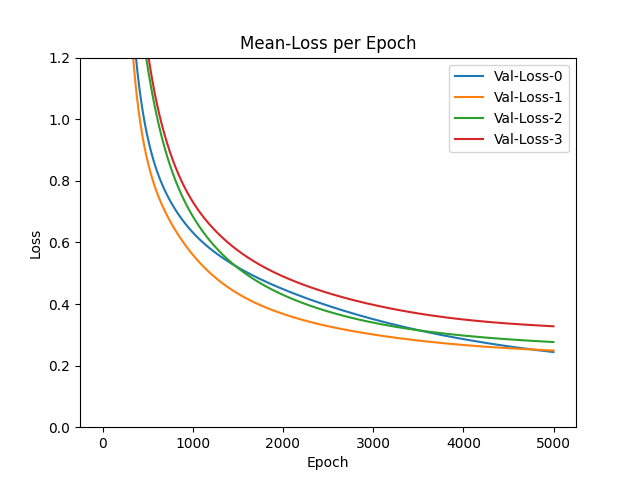 Mean-Loss per Epoch
Val-Loss-0
Val-Loss-1
Val-Loss-2
Val-Loss-3
Loss
1.2
1.0
0.8
0.6
0.4
0.2
0.0
0 1000 2000 3000 4000 5000
Epoch